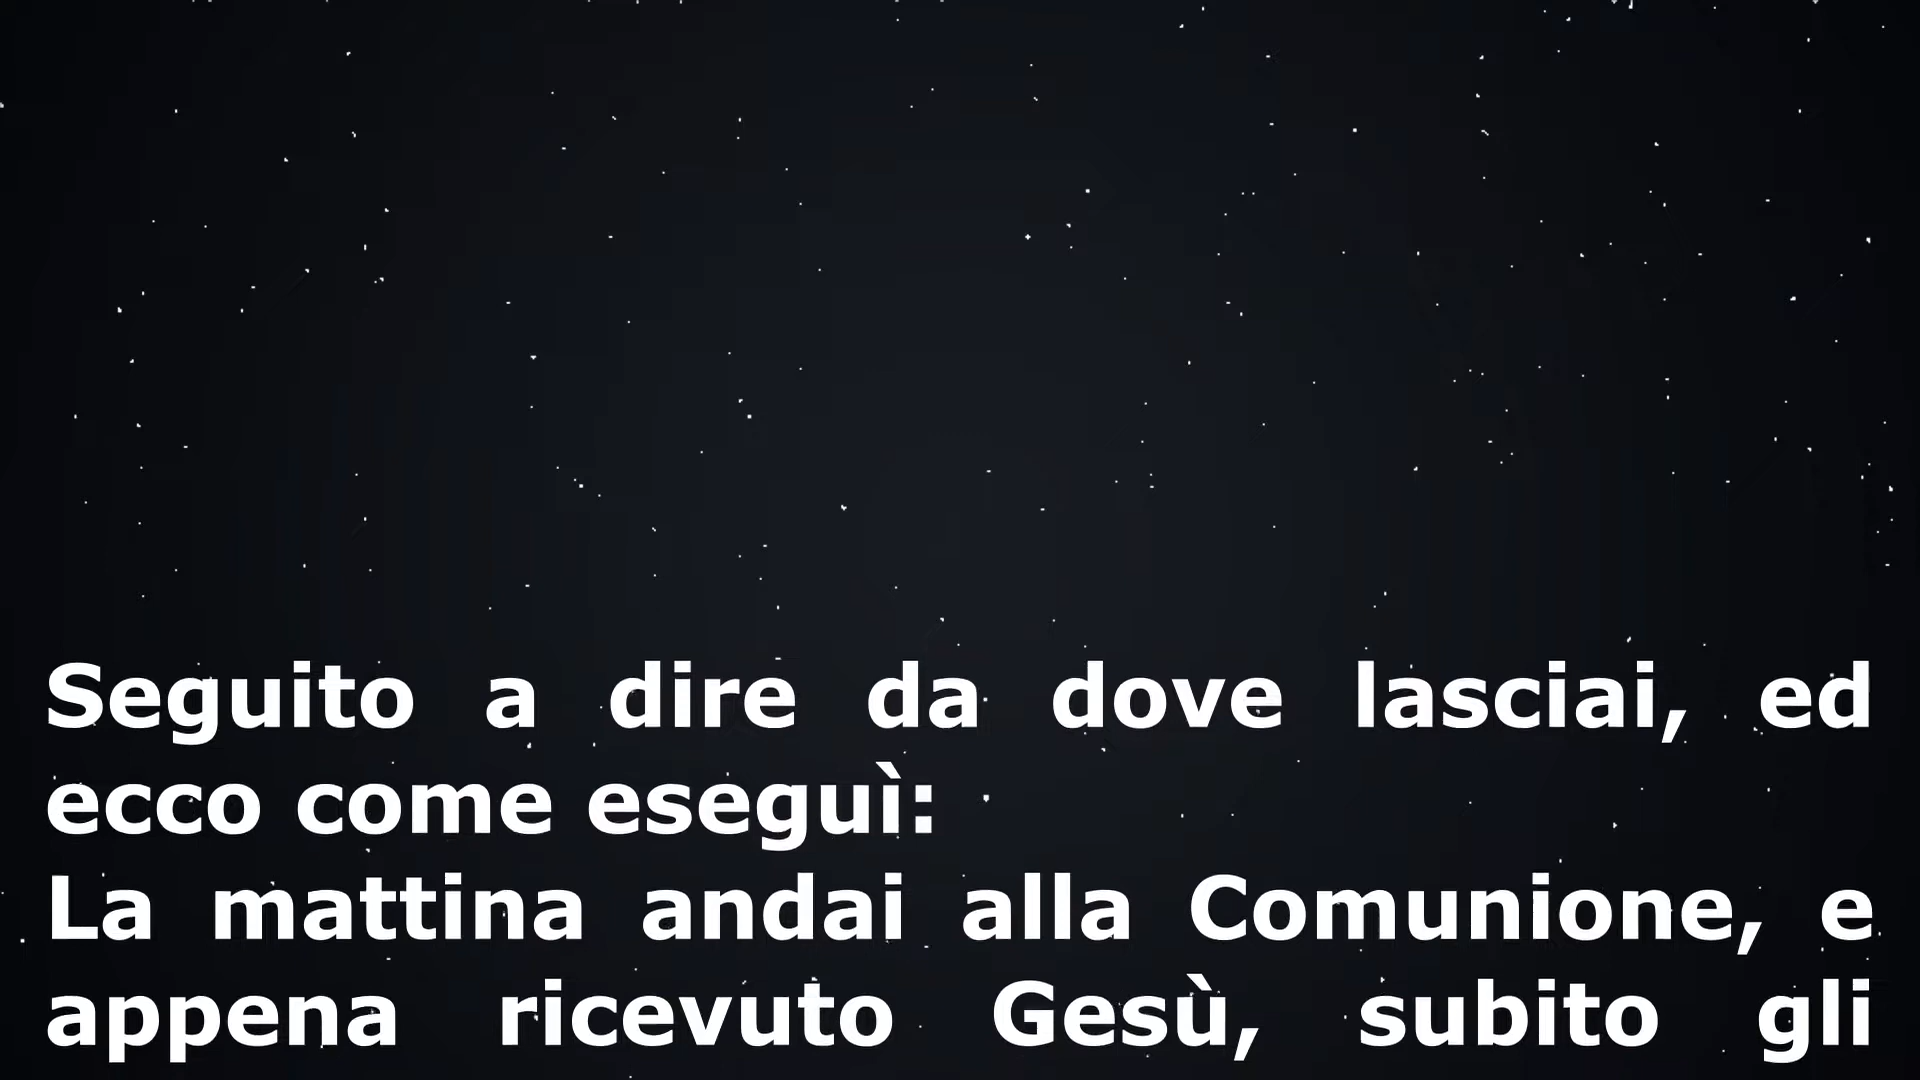 Seguito a dire da dove lasciai, ed
ecco come eseguì:
La mattina andai alla Comunione, e
appena ricevuto Gesù, subito gli